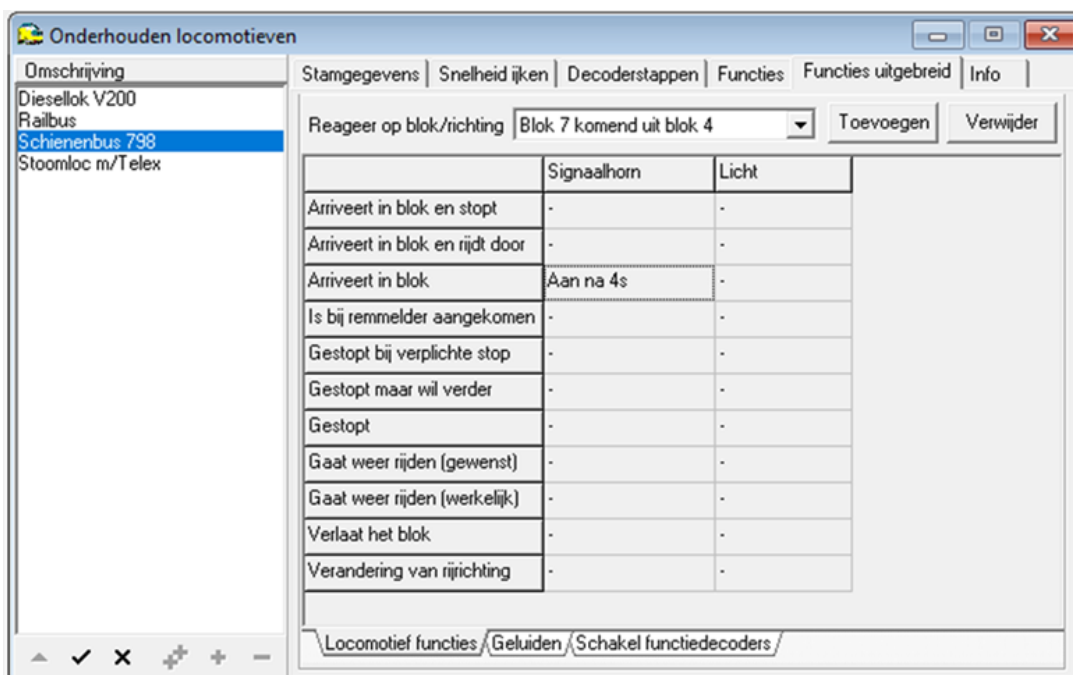 Onderhouden locomotieven
Omschrijving
Diesellok V200
Railbus
Schienenbus 798
Stoomloc m/Telex
Stamgegevens Snelheid ijken Decoderstappen Functies Functies uitgebreid Info
Reageer op blok/richting Blok 7 komend uit blok 4 Toevoegen Verwijder
Signaalhorn Licht
Arriveert in blok en stopt - -
Arriveert in blok en rijdt door - -
Arriveert in blok Aan na 4s -
Is bij remmelder aangekomen - -
Gestopt bij verplichte stop - -
Gestopt maar wil verder - -
Gestopt - -
Gaat weer rijden (gewenst) - -
Gaat weer rijden (werkelijk) - -
Verlaat het blok - -
Verandering van rijrichting - -
Locomotief functies Geluiden Schakel functiedecoders